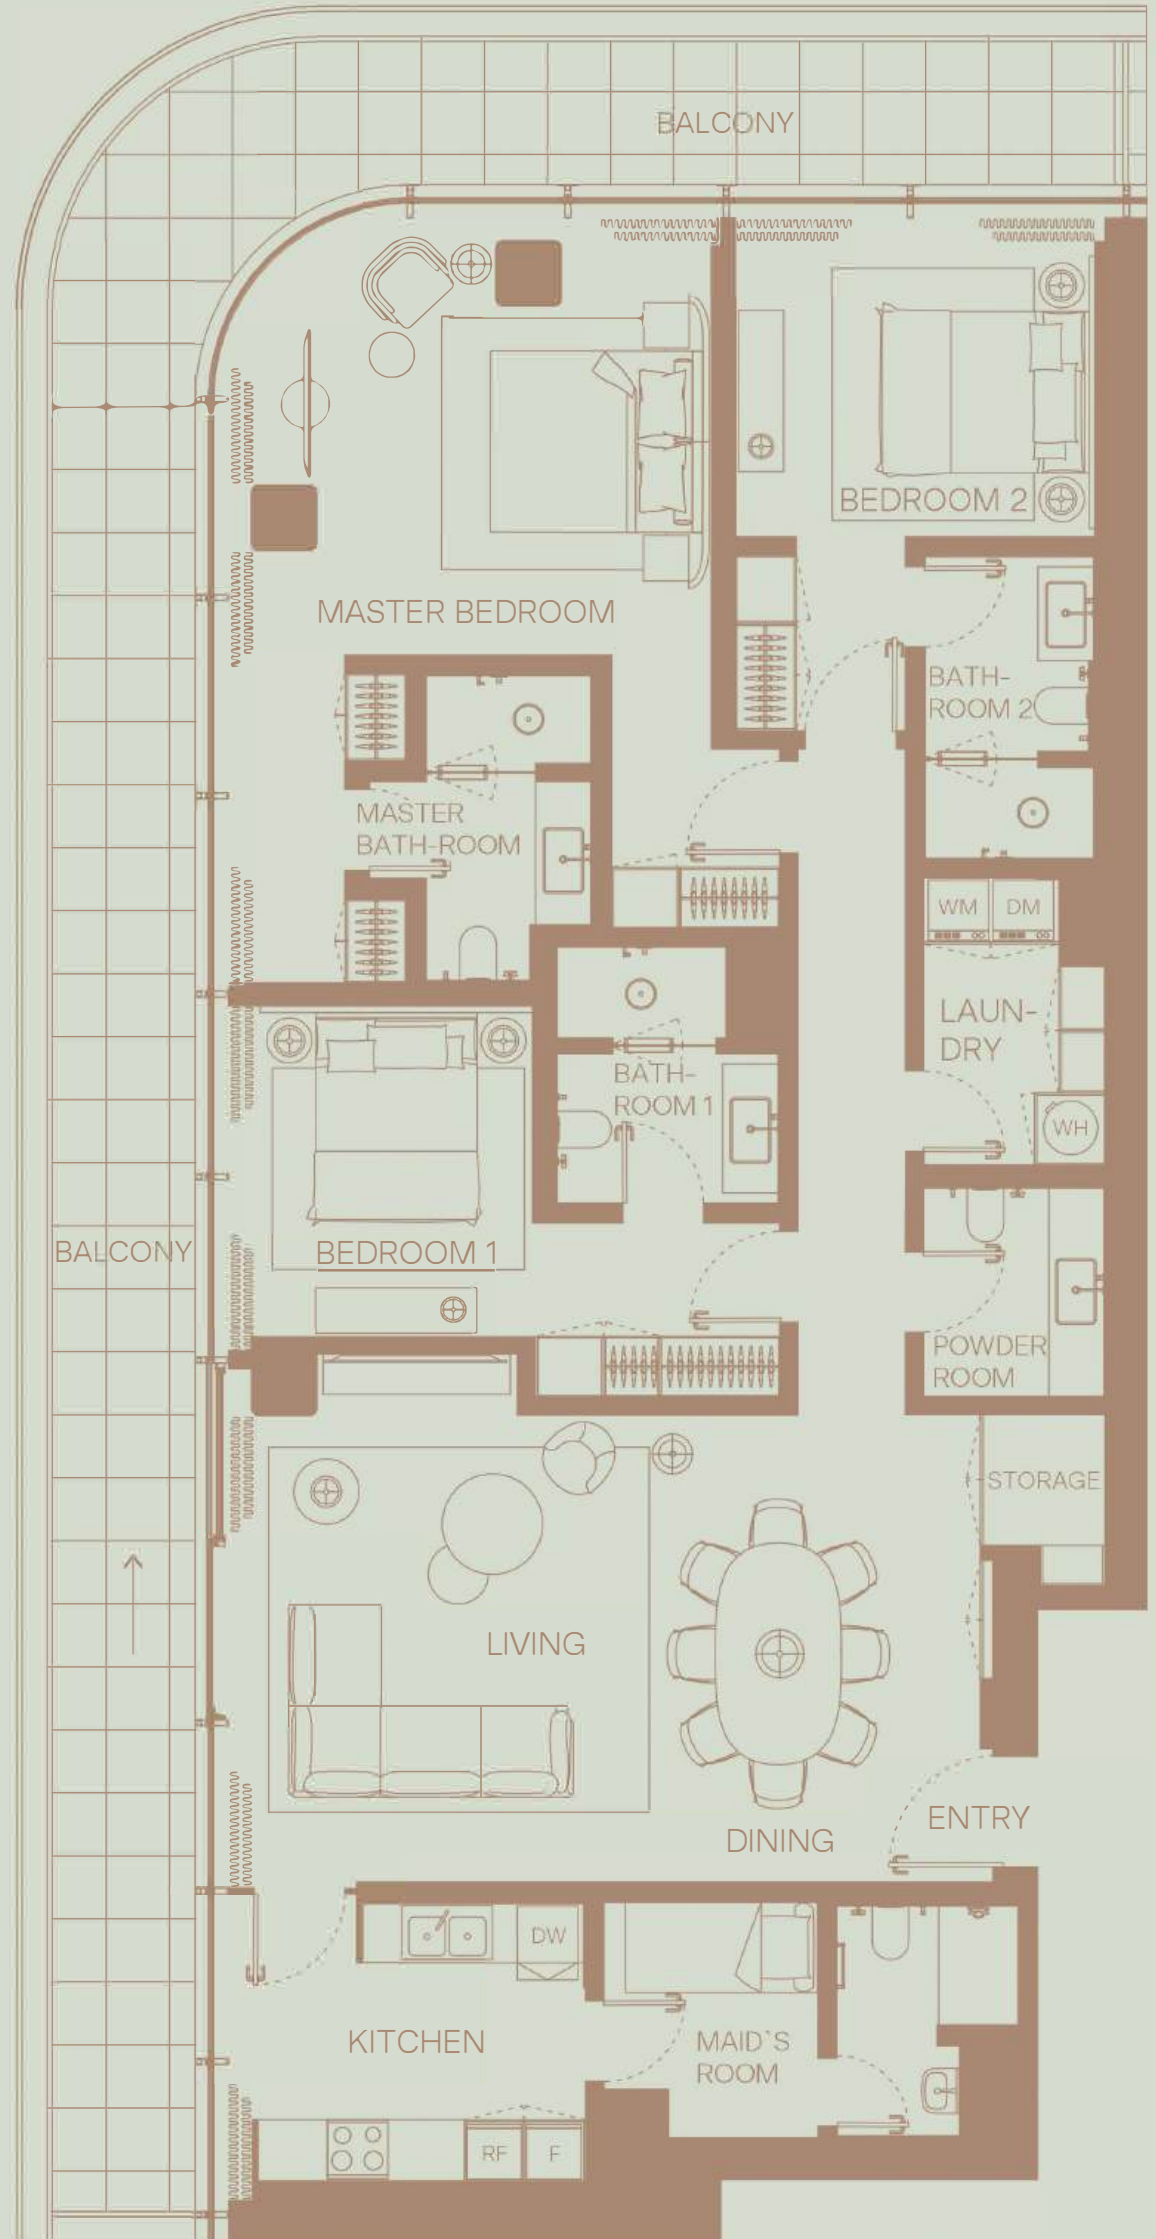 BALCONY
BEDROOM 2
MASTER BEDROOM
BATH-
ROOM 2
MASTER
BATH-ROOM
WM
DM
LAUN-
DRY
BATH-
ROOM 1
WH
BALCONY
BEDROOM 1
POWDER
ROOM
STORAGE
LIVING
ENTRY
DINING
DW
KITCHEN
MAID`S
ROOM
RF
F